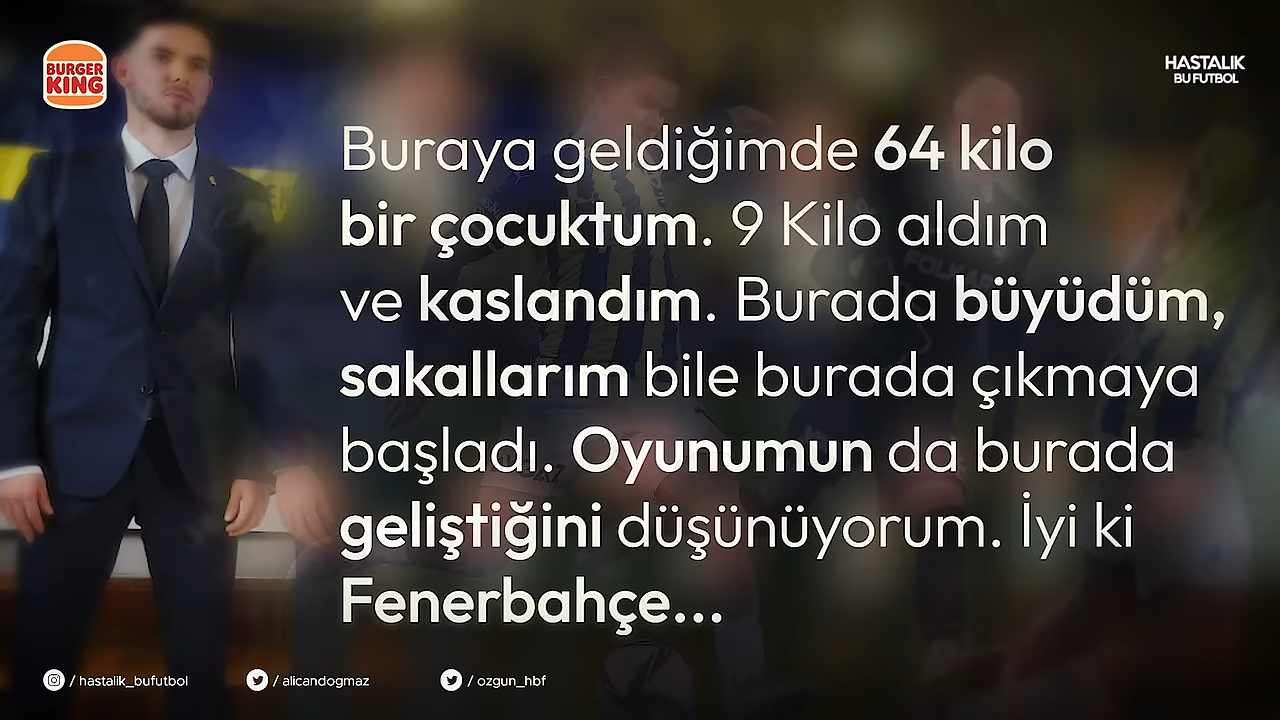 BURGER
KING
HASTALIK
BU FUTBOL
Buraya geldiğimde 64 kilo
bir çocuktum. 9 Kilo aldım
ve kaslandım. Burada büyüdüm,
sakallarım bile burada çıkmaya
başladı. Oyunumun da burada
geliştiğini düşünüyorum. İyi ki
Fenerbahçe...
/ hastalik_bufutbol
/ alicandogmaz
/ ozgun_hbf